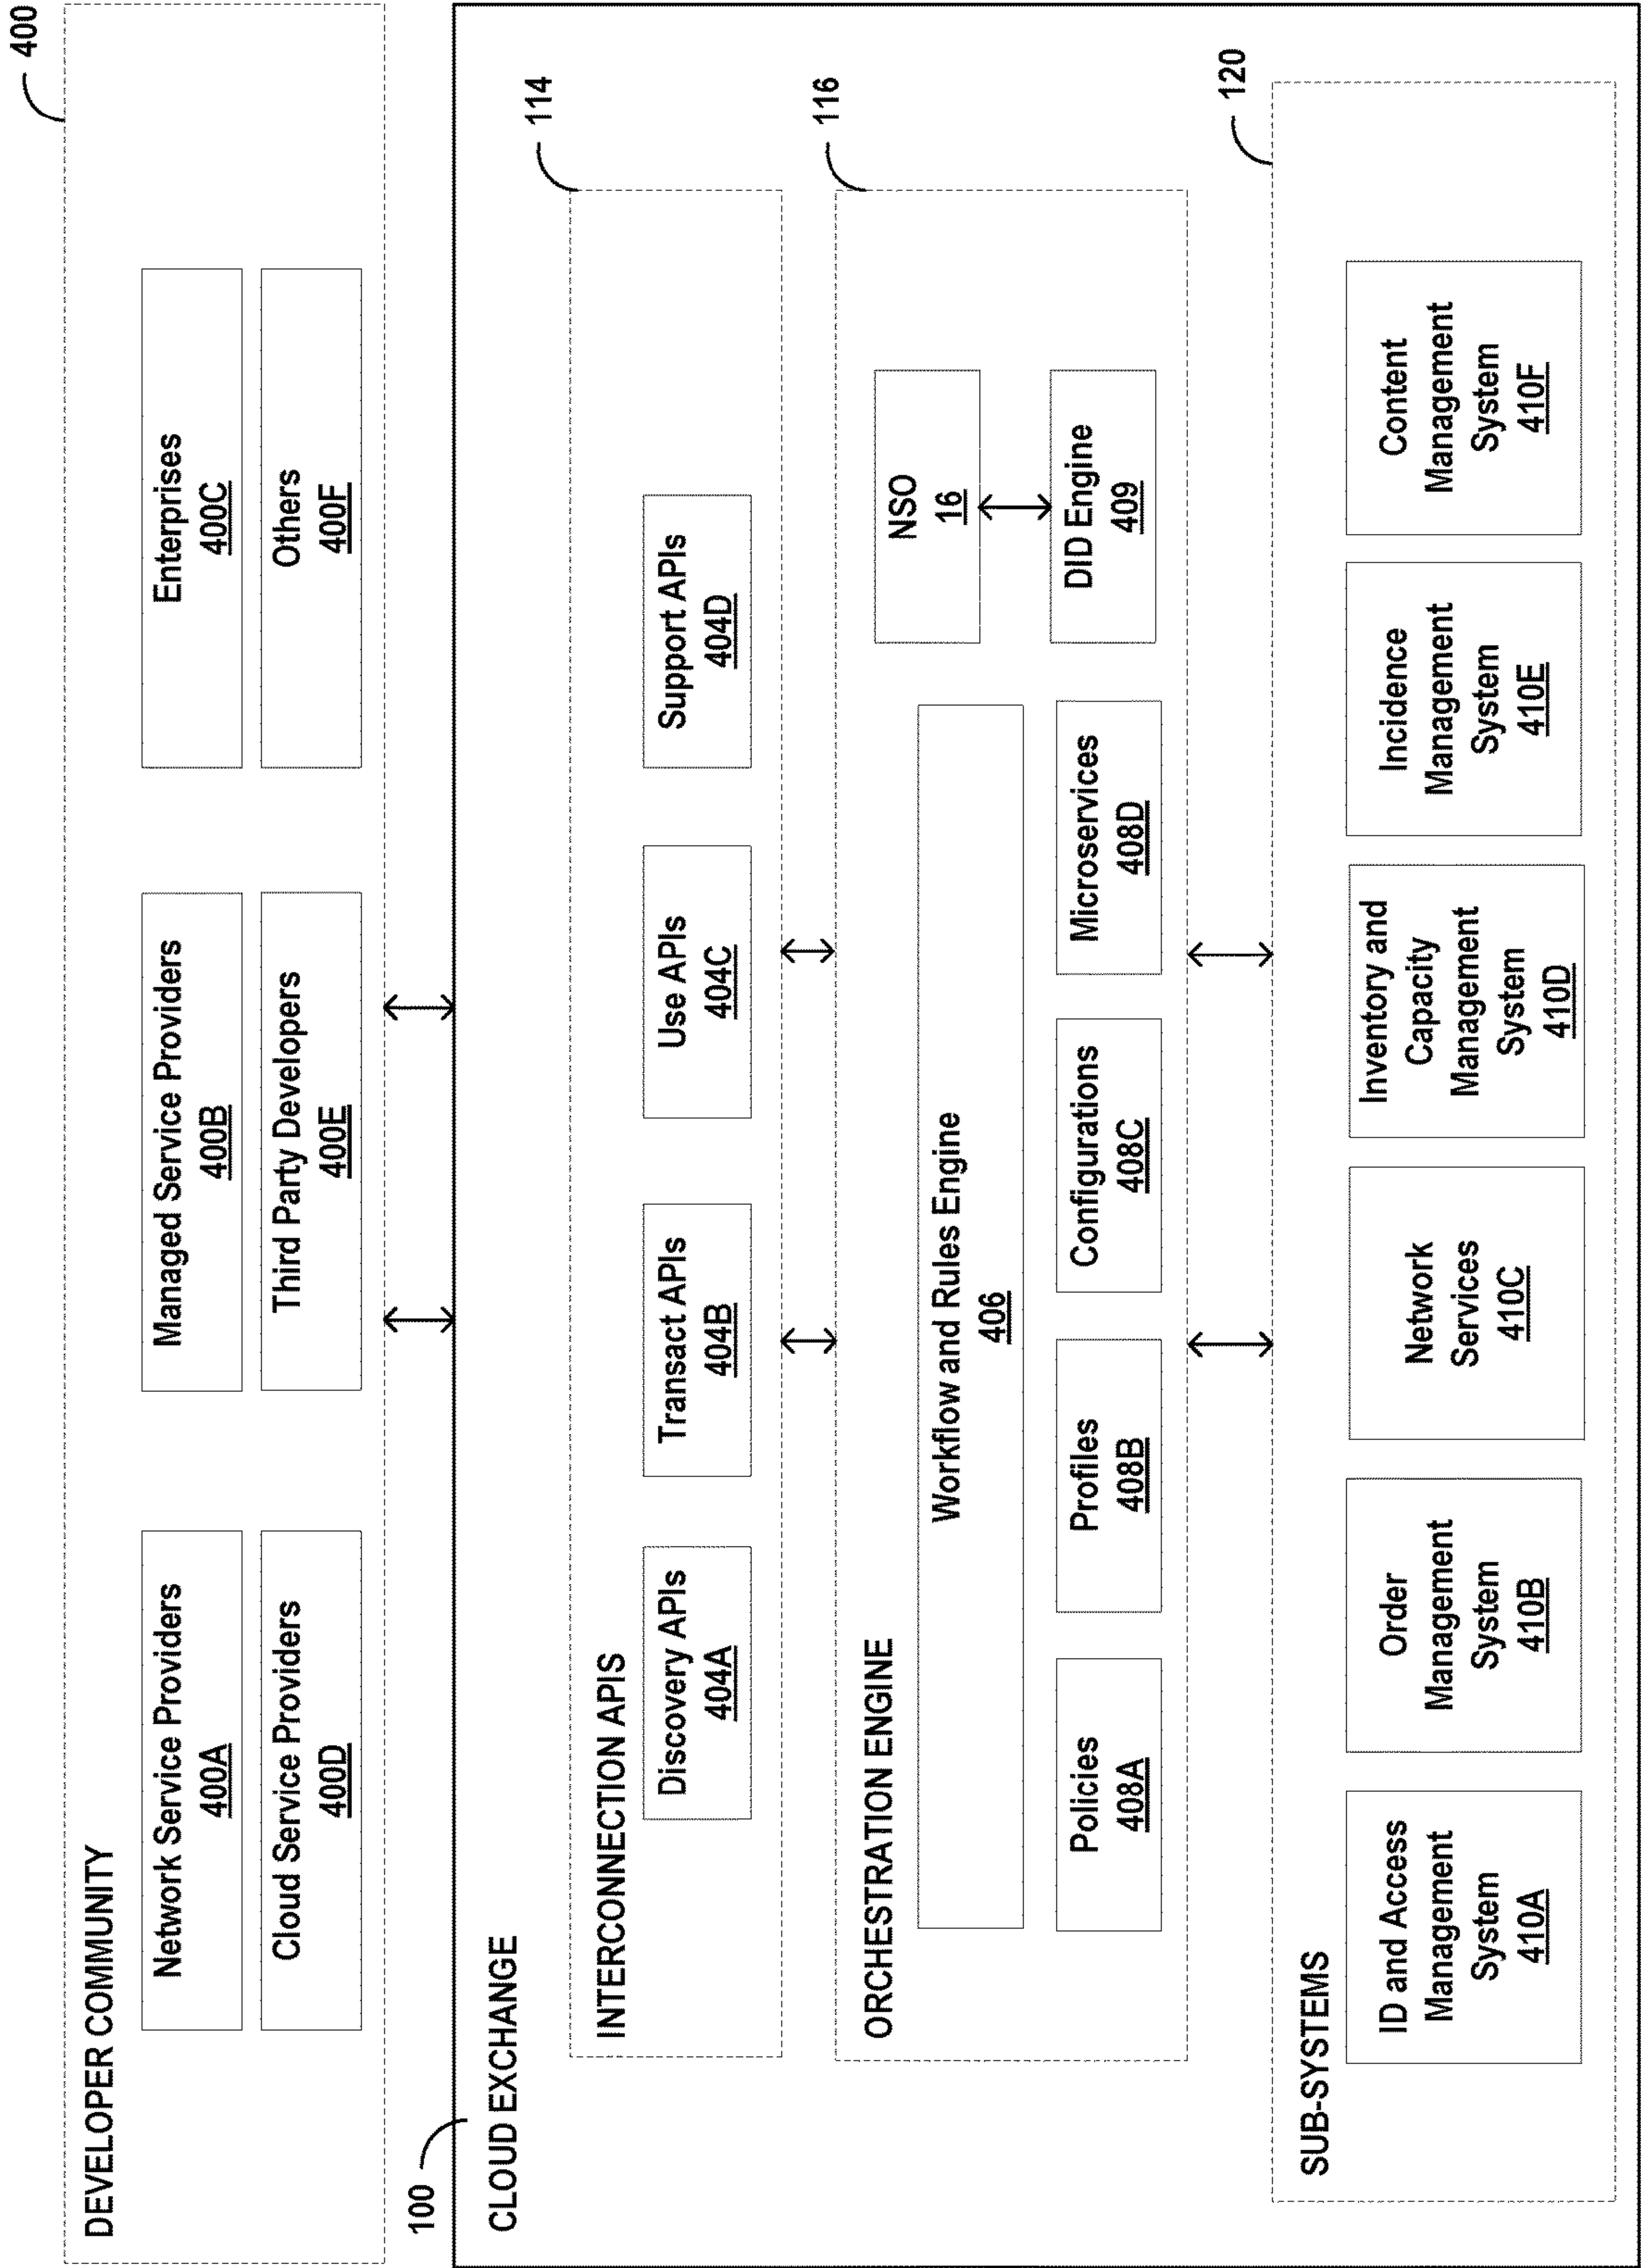 400
DEVELOPER COMMUNITY
Network Service Providers
400A
Managed Service Providers
400B
Enterprises
400C
Cloud Service Providers
400D
Third Party Developers
400E
Others
400F
100
CLOUD EXCHANGE
114
INTERCONNECTION APIS
Discovery APIs
404A
Transact APIs
404B
Use APIs
404C
Support APIs
404D
116
ORCHESTRATION ENGINE
Workflow and Rules Engine
406
NSO
16
Policies
408A
Profiles
408B
Configurations
408C
Microservices
408D
DID Engine
409
120
SUB-SYSTEMS
ID and Access
Management
System
410A
Order
Management
System
410B
Network
Services
410C
Inventory and
Capacity
Management
System
410D
Incidence
Management
System
410E
Content
Management
System
410F